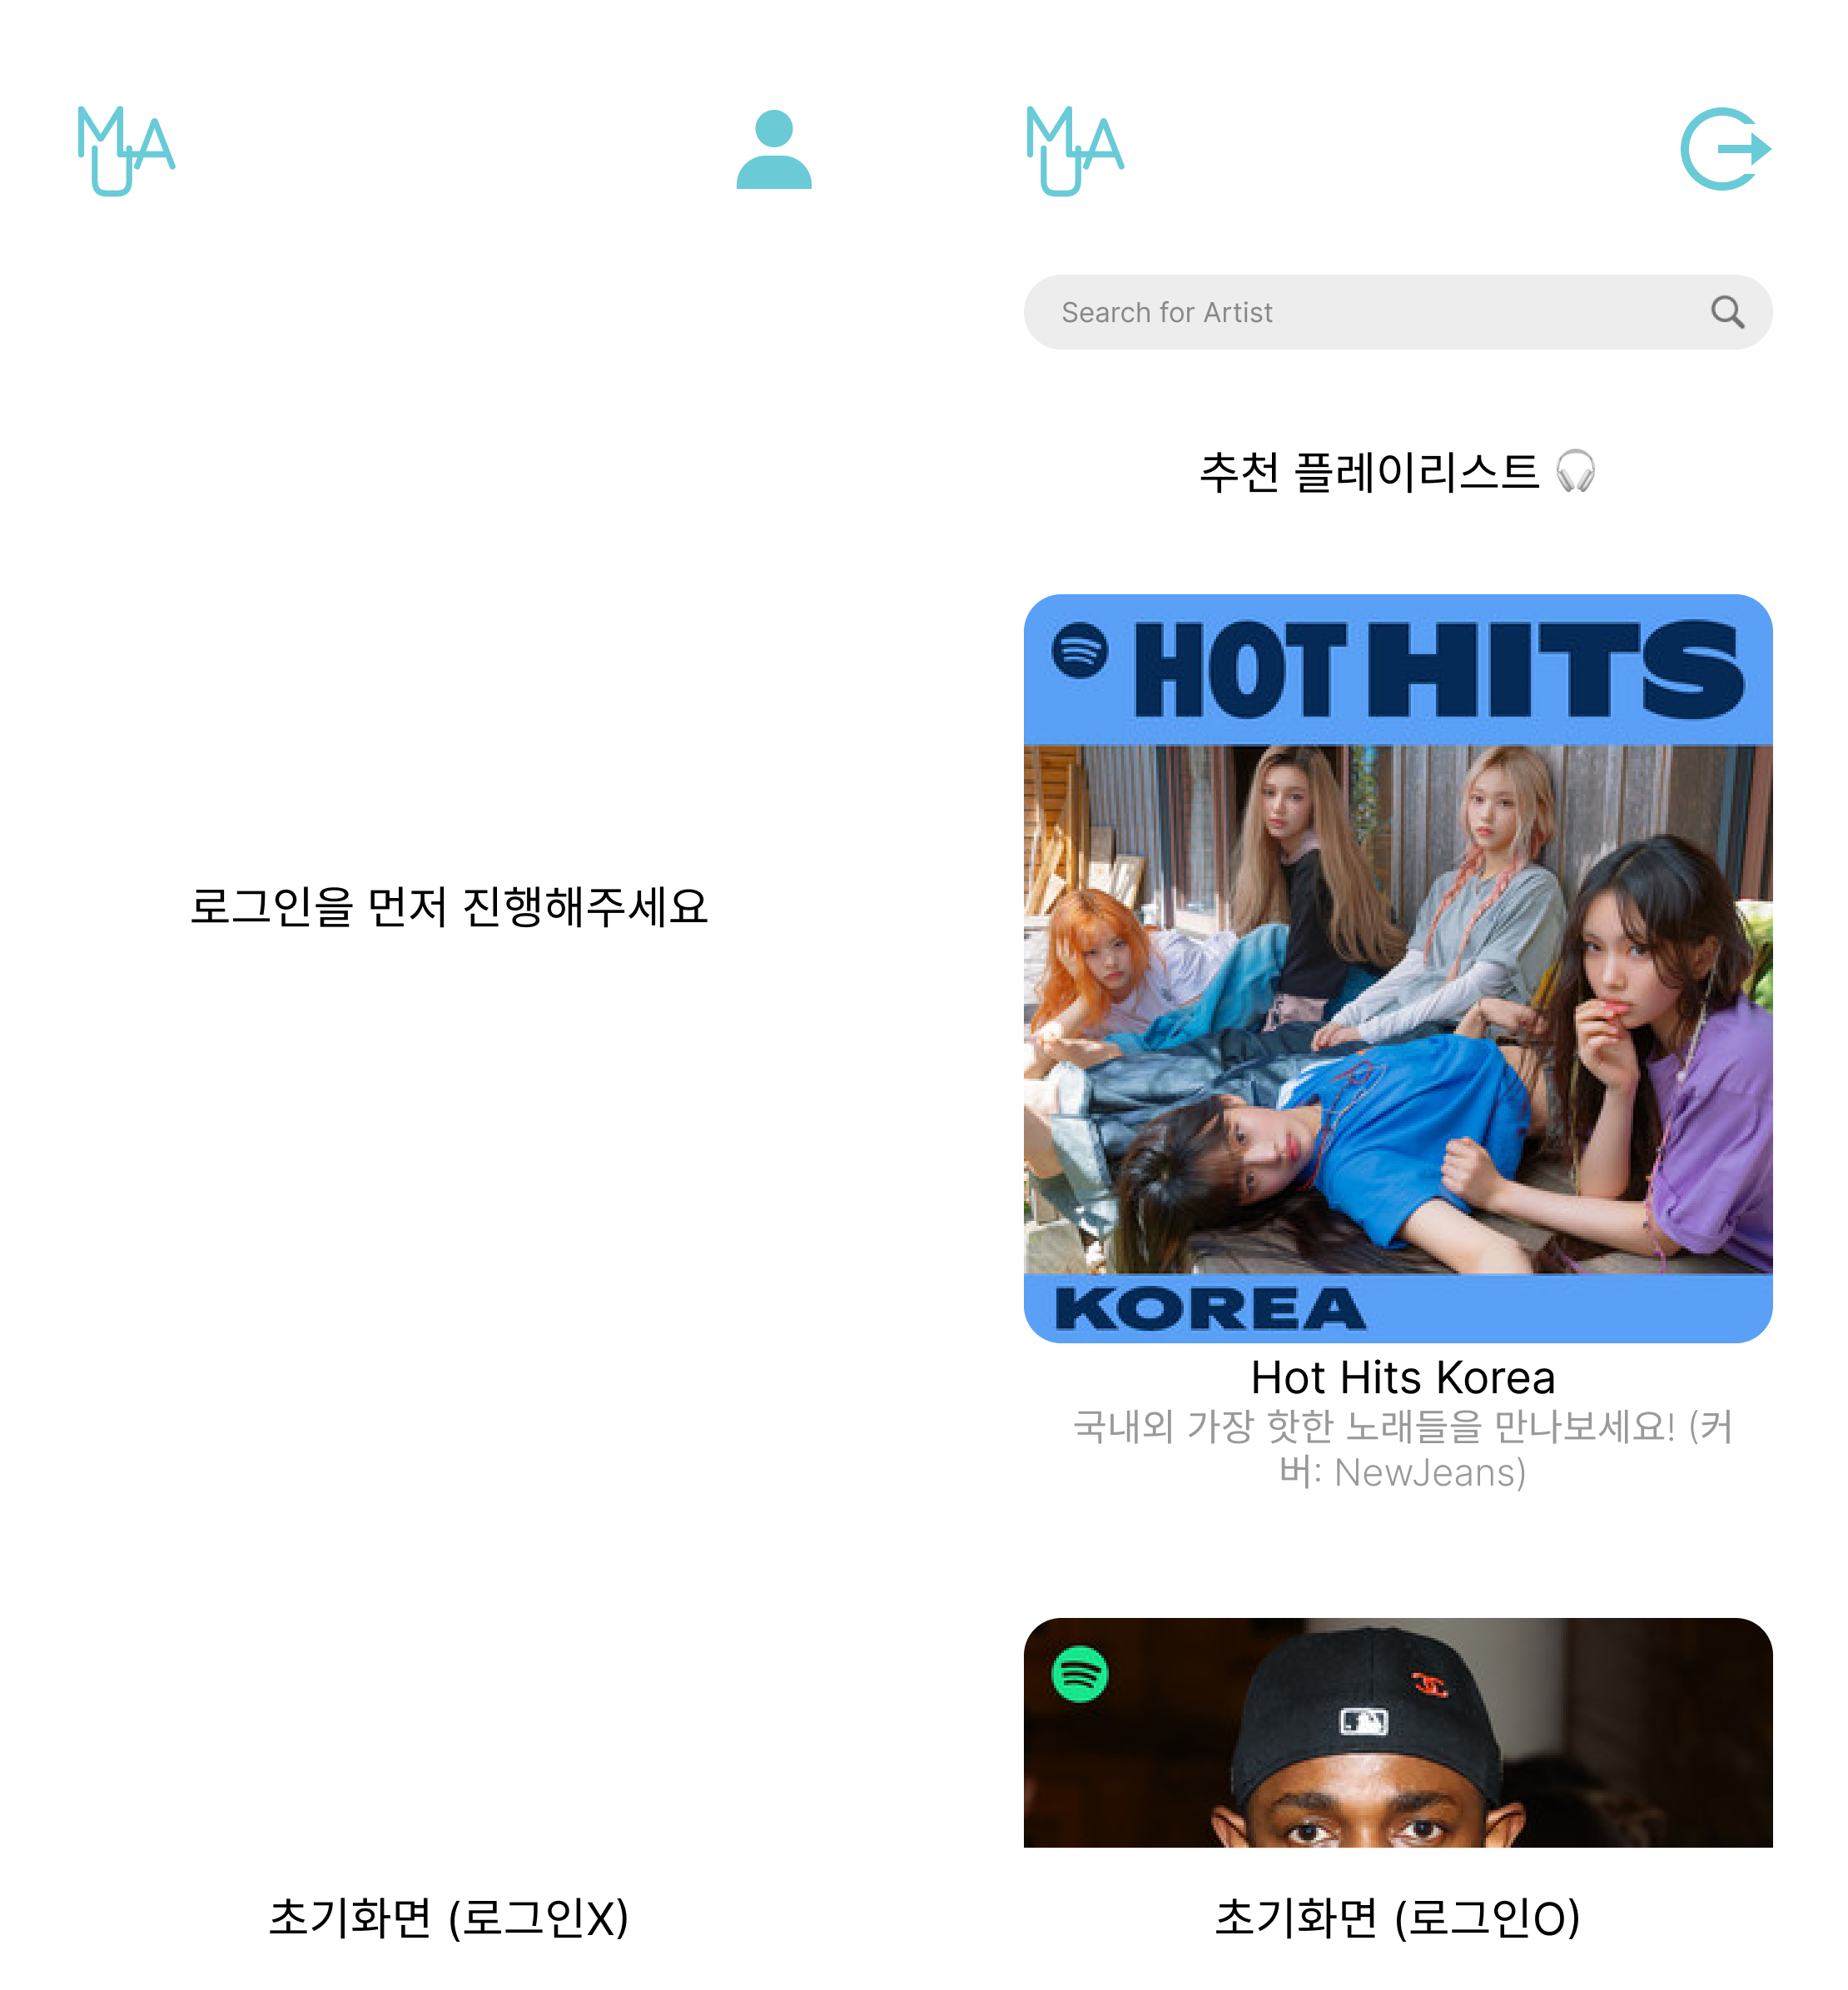 MUA
로그인을 먼저 진행해주세요
초기화면 (로그인X)
MUA
Search for Artist
추천 플레이리스트 🎧
HOT HITS
KOREA
Hot Hits Korea
국내외 가장 핫한 노래들을 만나보세요! (커
버: NewJeans)
초기화면 (로그인O)